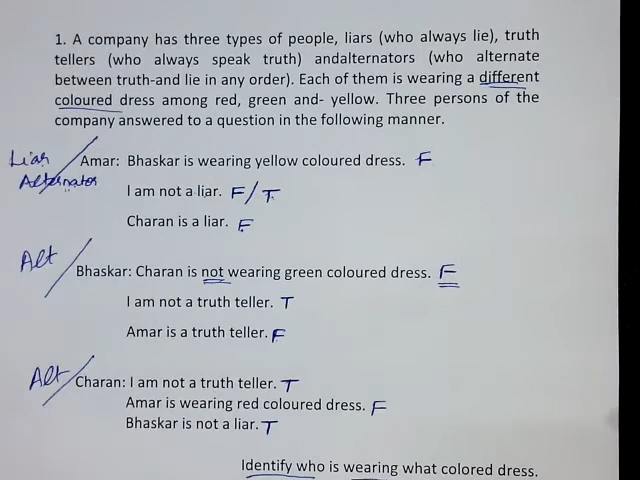 1. A company has three types of people, liars (who always lie), truth
tellers (who always speak truth) andalternators (who alternate
between truth-and lie in any order). Each of them is wearing a different
coloured dress among red, green and- yellow. Three persons of the
company answered to a question in the following manner.
Liar / Amar: Bhaskar is wearing yellow coloured dress. F
Alternator
I am not a liar. F/T
Charan is a liar. F
Alt / Bhaskar: Charan is not wearing green coloured dress. F
I am not a truth teller. T
Amar is a truth teller. F
Alt / Charan: I am not a truth teller. T
Amar is wearing red coloured dress. F
Bhaskar is not a liar. T
Identify who is wearing what colored dress.